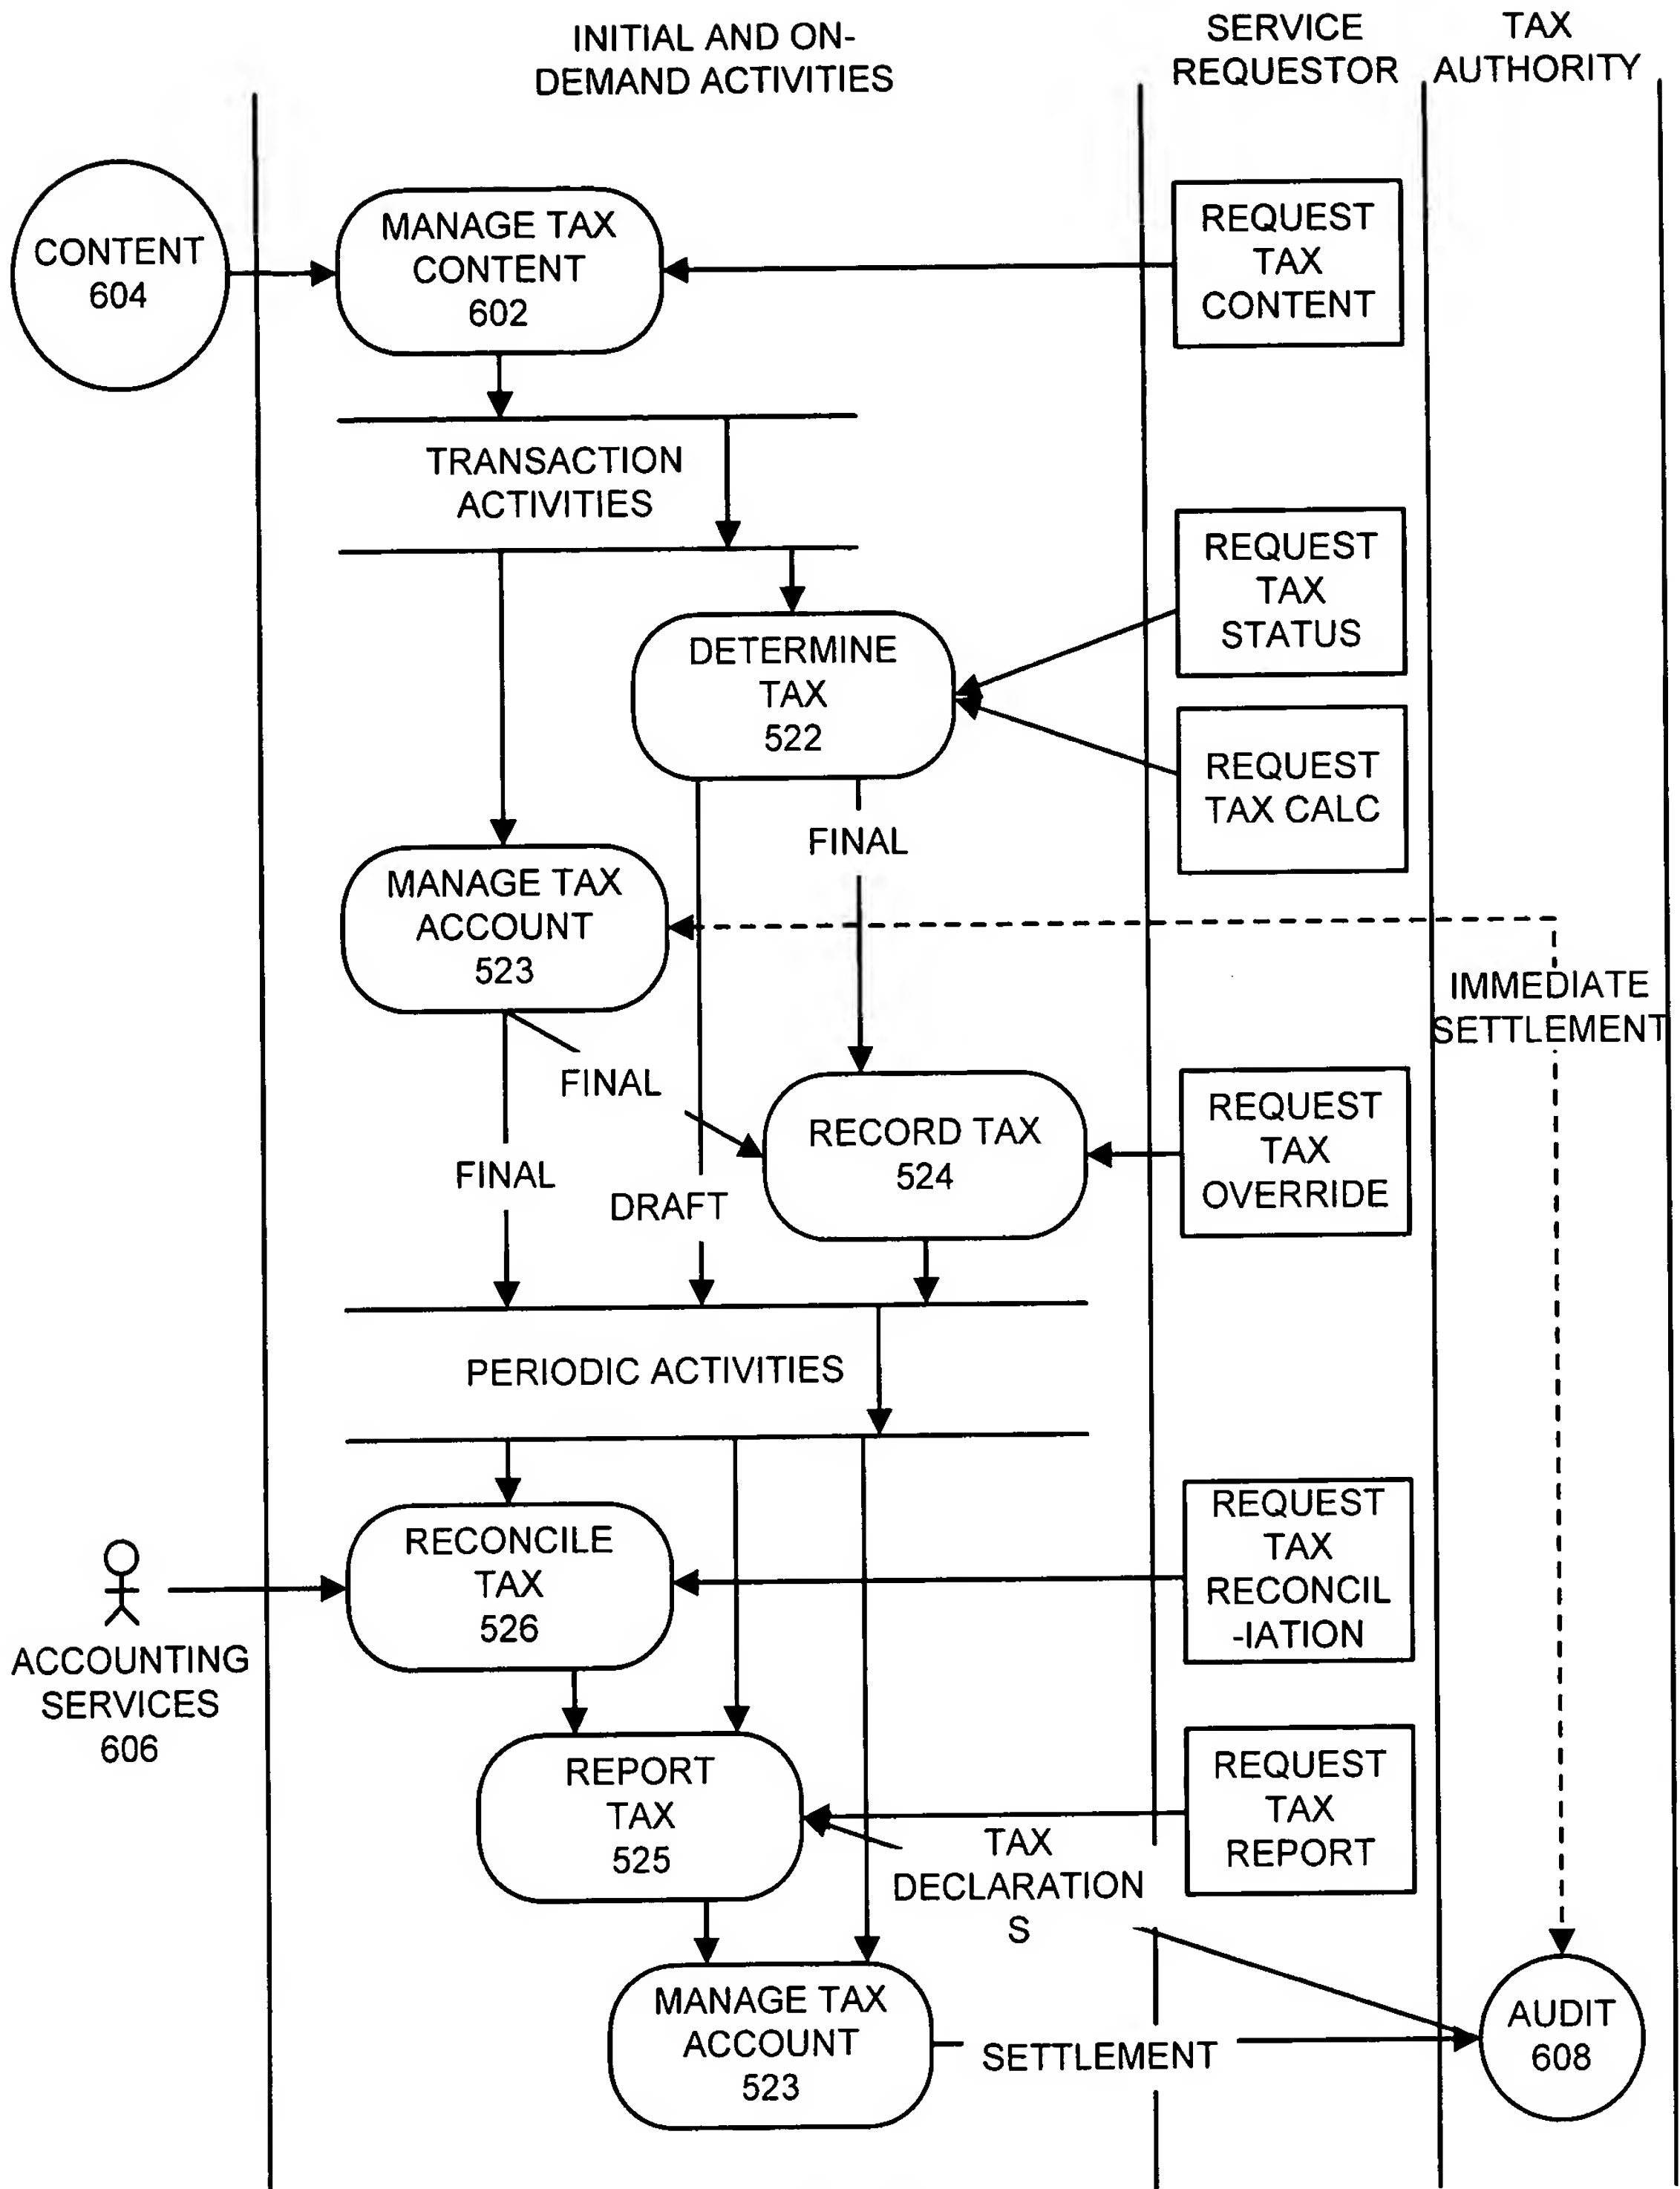 INITIAL AND ON-
DEMAND ACTIVITIES
SERVICE
REQUESTOR
TAX
AUTHORITY
CONTENT
604
MANAGE TAX
CONTENT
602
REQUEST
TAX
CONTENT
TRANSACTION
ACTIVITIES
REQUEST
TAX
STATUS
DETERMINE
TAX
522
REQUEST
TAX CALC
FINAL
MANAGE TAX
ACCOUNT
523
IMMEDIATE
SETTLEMENT
FINAL
RECORD TAX
524
REQUEST
TAX
OVERRIDE
FINAL
DRAFT
PERIODIC ACTIVITIES
RECONCILE
TAX
526
REQUEST
TAX
RECONCIL
-IATION
ACCOUNTING
SERVICES
606
REPORT
TAX
525
REQUEST
TAX
REPORT
TAX
DECLARATION
S
MANAGE TAX
ACCOUNT
523
SETTLEMENT
AUDIT
608